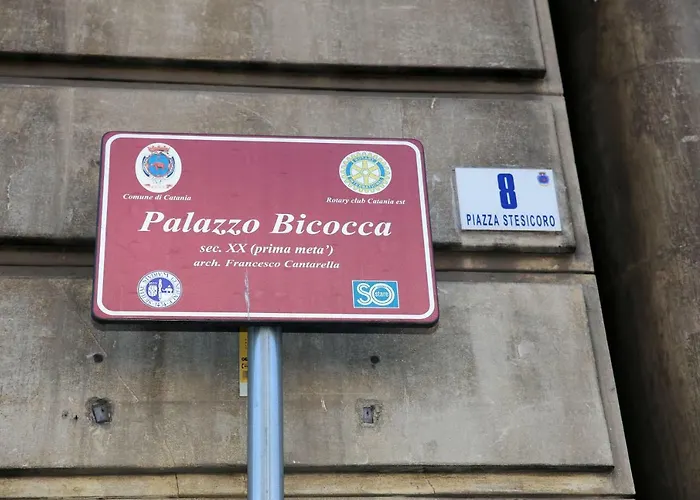 Comune di Catania
Rotary club Catania est
Palazzo Bicocca
sec. XX (prima meta')
arch. Francesco Cantarella
SO
8
PIAZZA STESICORO